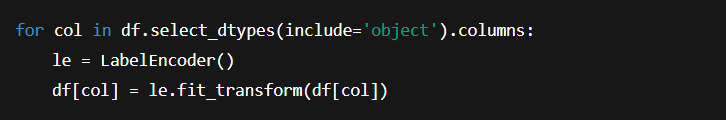 for col in df.select_dtypes(include='object').columns:
    le = LabelEncoder()
    df[col] = le.fit_transform(df[col])